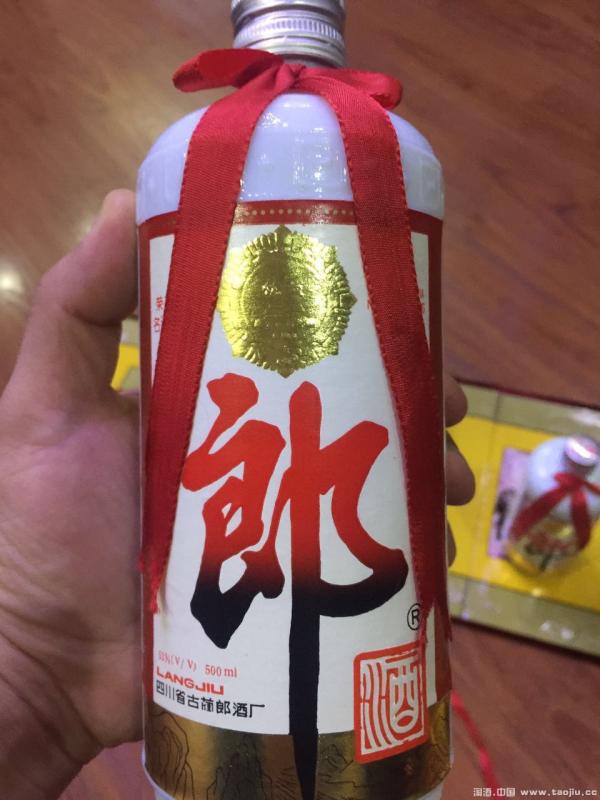 郎
®
53%(V/V) 500ml
LANGJIU
四川省古蔺郎酒厂
酒
淘酒.中国 www.taojiu.cc